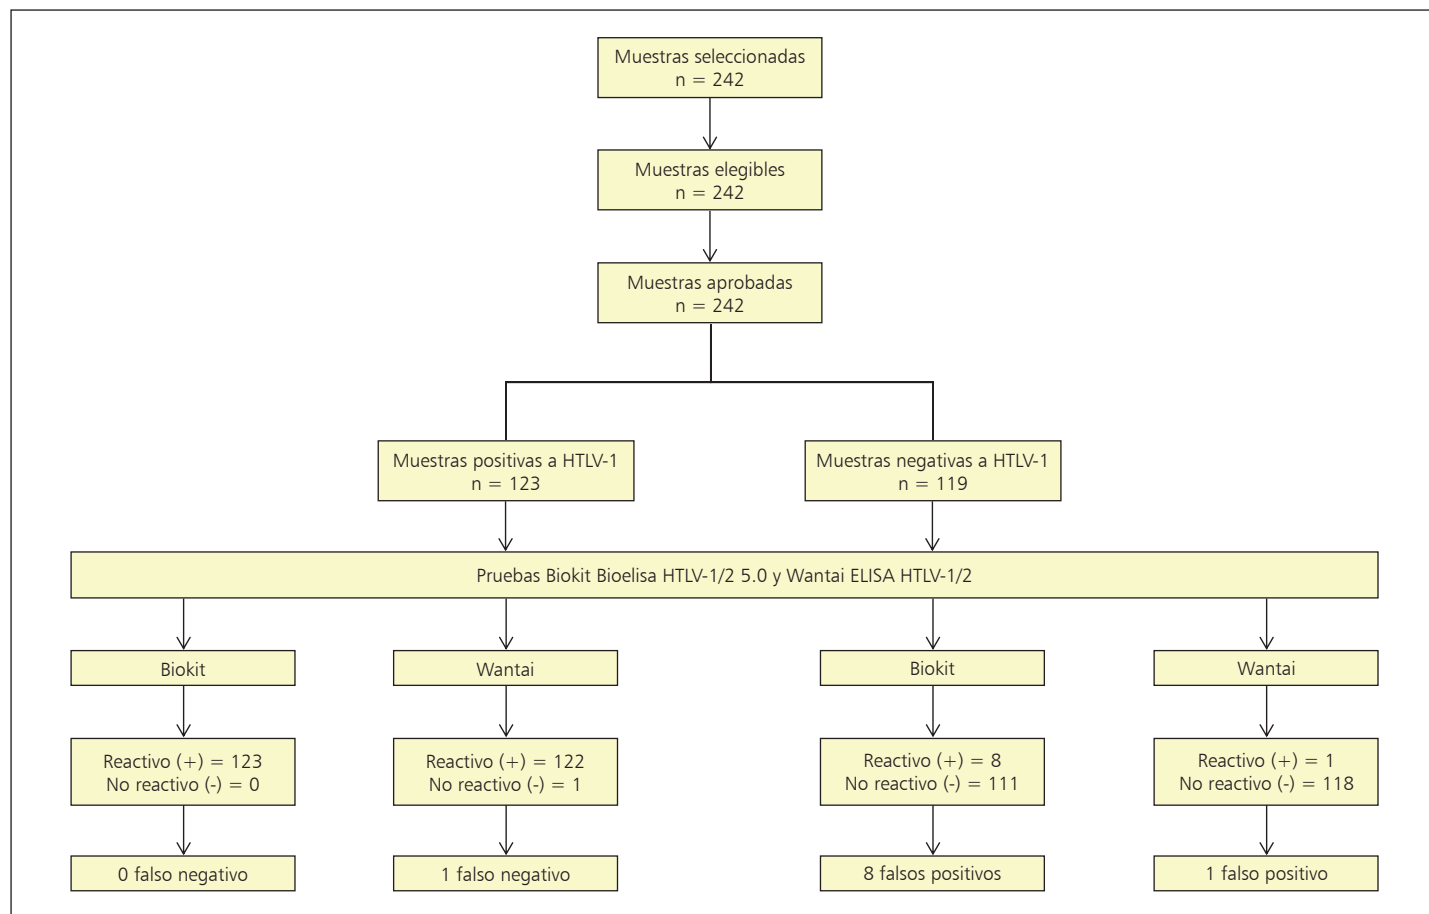 Muestras seleccionadas
n = 242
Muestras elegibles
n = 242
Muestras aprobadas
n = 242
Muestras positivas a HTLV-1
n = 123
Muestras negativas a HTLV-1
n = 119
Pruebas Biokit Bioelisa HTLV-1/2 5.0 y Wantai ELISA HTLV-1/2
Biokit
Wantai
Biokit
Wantai
Reactivo (+) = 123
No reactivo (-) = 0
Reactivo (+) = 122
No reactivo (-) = 1
Reactivo (+) = 8
No reactivo (-) = 111
Reactivo (+) = 1
No reactivo (-) = 118
0 falso negativo
1 falso negativo
8 falsos positivos
1 falso positivo